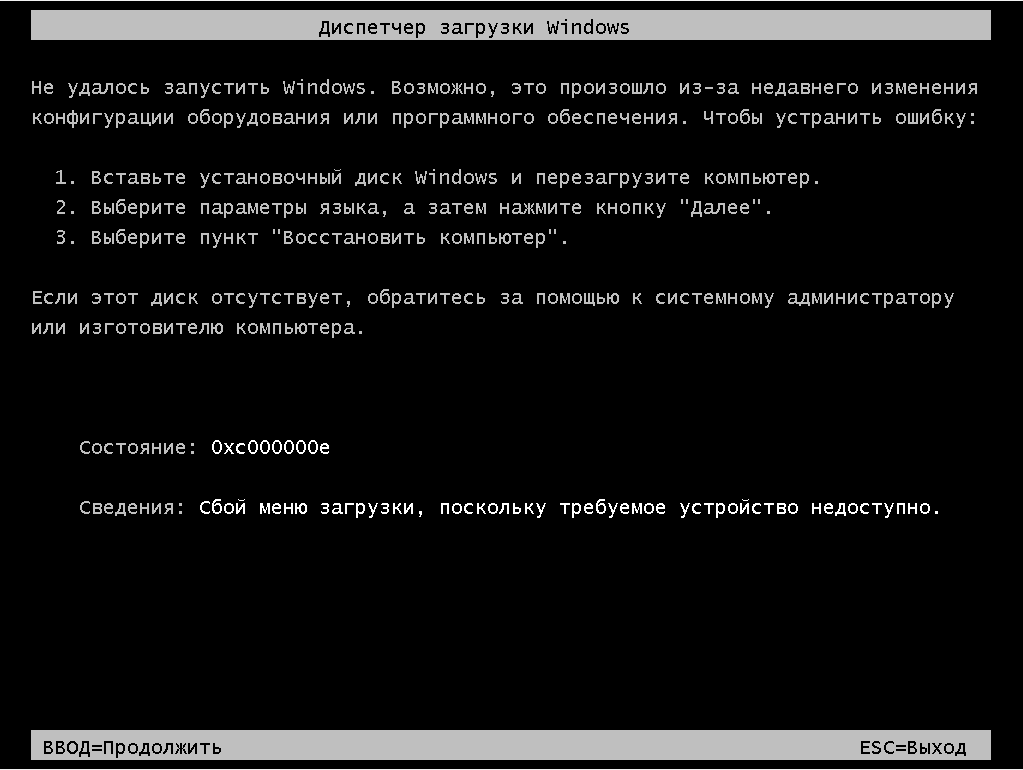 Диспетчер загрузки Windows
Не удалось запустить Windows. Возможно, это произошло из-за недавнего изменения
конфигурации оборудования или программного обеспечения. Чтобы устранить ошибку:
1. Вставьте установочный диск Windows и перезагрузите компьютер.
2. Выберите параметры языка, а затем нажмите кнопку "Далее".
3. Выберите пункт "Восстановить компьютер".
Если этот диск отсутствует, обратитесь за помощью к системному администратору
или изготовителю компьютера.
Состояние: 0xc000000e
Сведения: Сбой меню загрузки, поскольку требуемое устройство недоступно.
ВВОД=Продолжить ESC=Выход